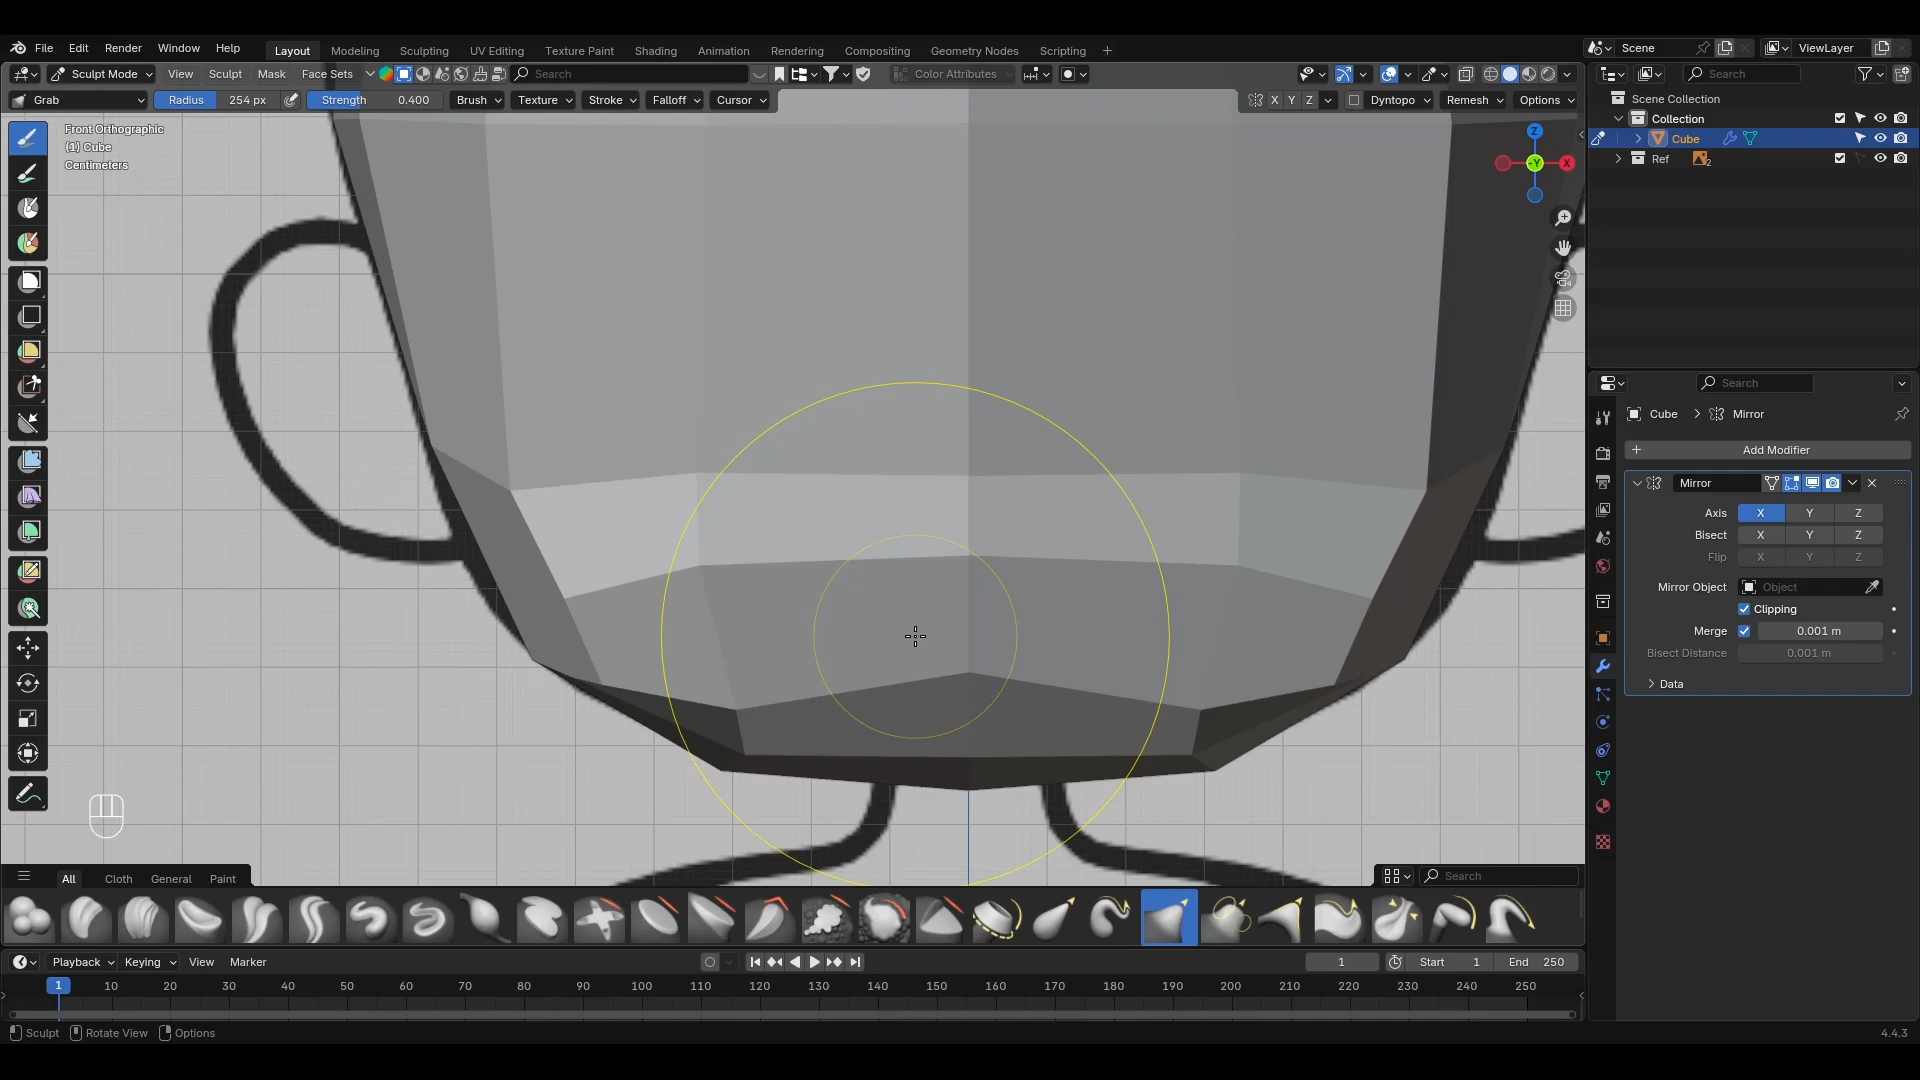 File Edit Render Window Help Layout Modeling Sculpting UV Editing Texture Paint Shading Animation Rendering Compositing Geometry Nodes Scripting + Scene ViewLayer
Sculpt Mode View Sculpt Mask Face Sets Search Color Attributes Search
Grab Radius 254 px Strength 0.400 Brush Texture Stroke Falloff Cursor X Y Z Dyntopo Remesh Options
Scene Collection
Collection
Cube
Ref 2
Front Orthographic
(1) Cube
Centimeters
Z
-Y X
Search
Cube > Mirror
+ Add Modifier
Mirror
Axis X Y Z
Bisect X Y Z
Flip X Y Z
Mirror Object Object
Clipping
Merge 0.001 m
Bisect Distance 0.001 m
Data
All Cloth General Paint Search
Playback Keying View Marker 1 Start 1 End 250
1 10 20 30 40 50 60 70 80 90 100 110 120 130 140 150 160 170 180 190 200 210 220 230 240 250
Sculpt Rotate View Options 4.4.3